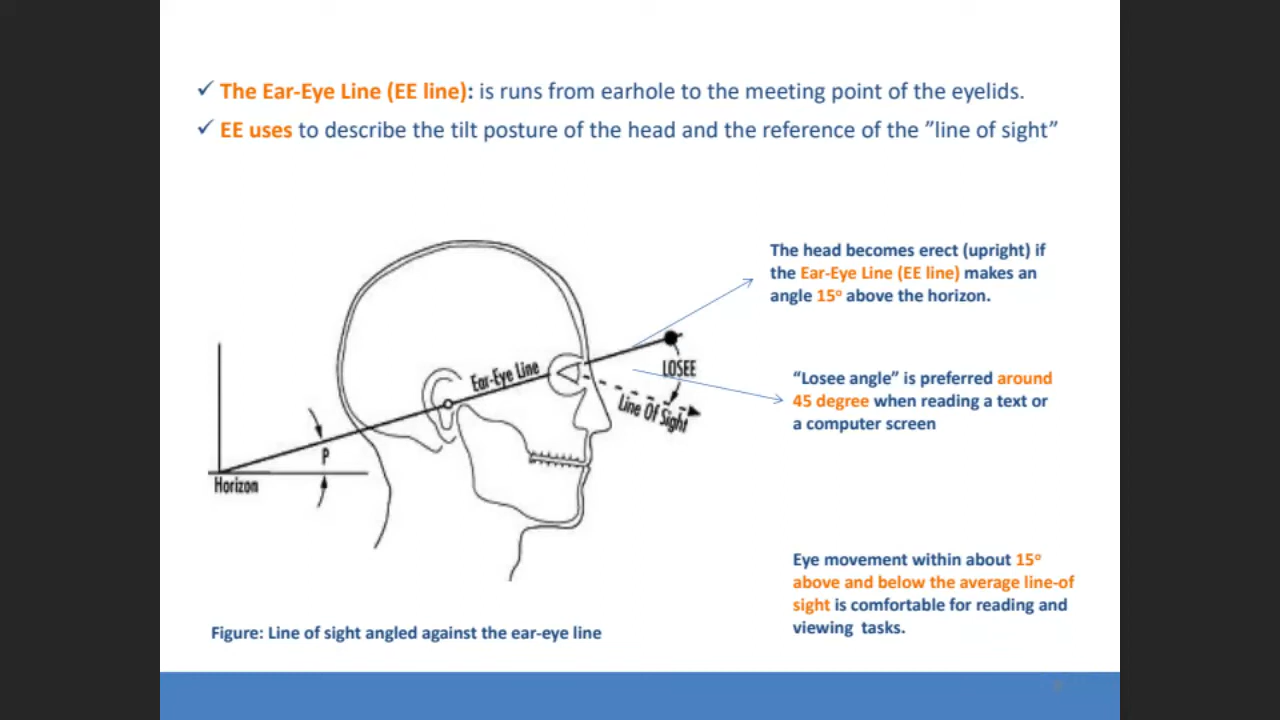 ✓ The Ear-Eye Line (EE line): is runs from earhole to the meeting point of the eyelids.
✓ EE uses to describe the tilt posture of the head and the reference of the ”line of sight”
The head becomes erect (upright) if
the Ear-Eye Line (EE line) makes an
angle 15° above the horizon.
Ear-Eye Line
LOSEE
Line Of Sight
“Losee angle” is preferred around
45 degree when reading a text or
a computer screen
P
Horizon
Eye movement within about 15°
above and below the average line-of
sight is comfortable for reading and
viewing tasks.
Figure: Line of sight angled against the ear-eye line